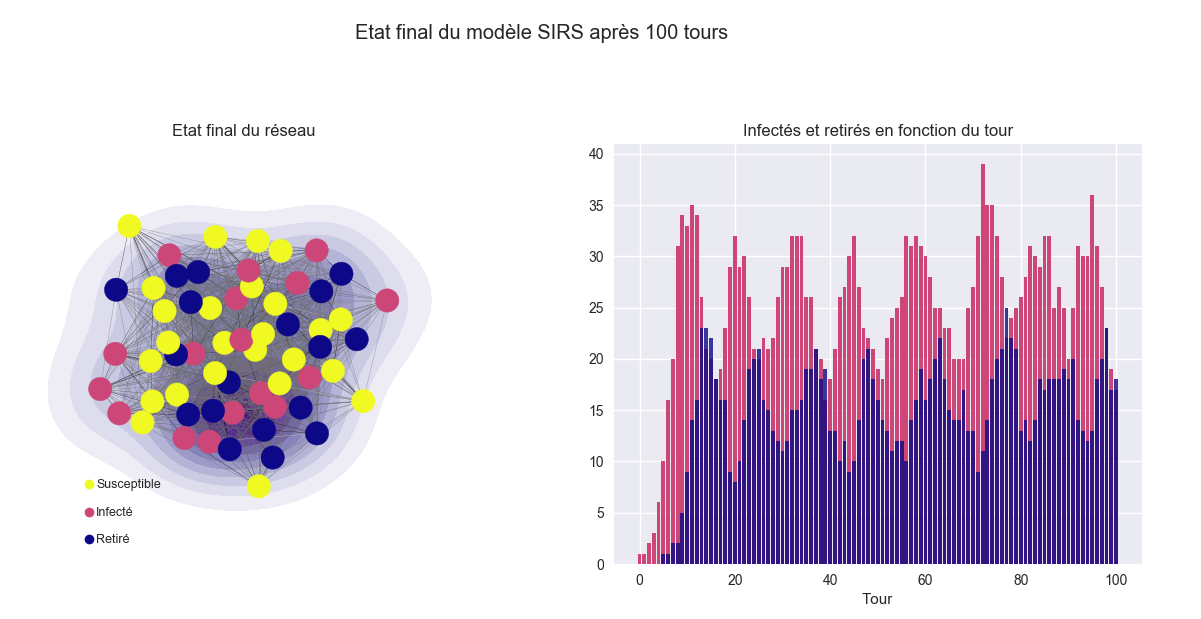 Etat final du modèle SIRS après 100 tours
Etat final du réseau
Susceptible
Infecté
Retiré
Infectés et retirés en fonction du tour
40
35
30
25
20
15
10
5
0
0 20 40 60 80 100
Tour